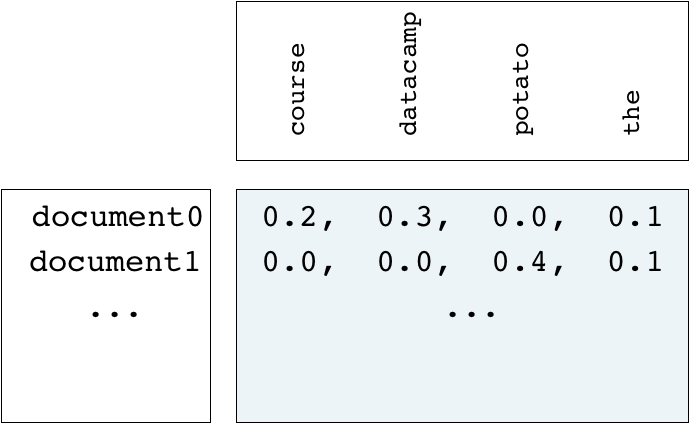 course datacamp potato the
document0 0.2, 0.3, 0.0, 0.1
document1 0.0, 0.0, 0.4, 0.1
... ...